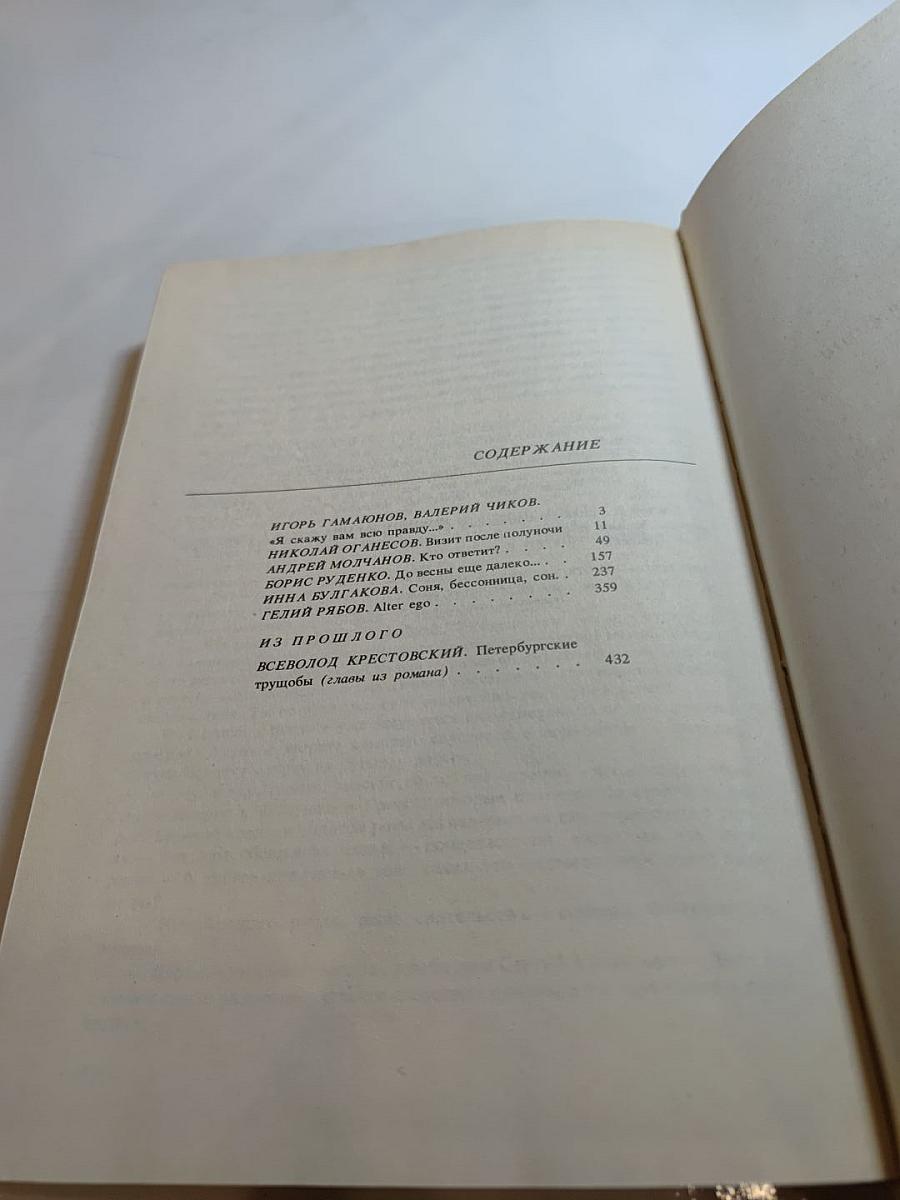 СОДЕРЖАНИЕ
ИГОРЬ ГАМАЮНОВ, ВАЛЕРИЙ ЧИКОВ.
«Я скажу вам всю правду...» . . . . . . . 3
НИКОЛАЙ ОГАНЕСОВ. Визит после полуночи 11
АНДРЕЙ МОЛЧАНОВ. Кто ответит? . . . . 49
БОРИС РУДЕНКО. До весны еще далеко... . . 157
ИННА БУЛГАКОВА. Соня, бессонница, сон. . 237
ГЕЛИЙ РЯБОВ. Alter ego . . . . . . . . 359
ИЗ ПРОШЛОГО
ВСЕВОЛОД КРЕСТОВСКИЙ. Петербургские
трущобы (главы из романа) . . . . . . . 432